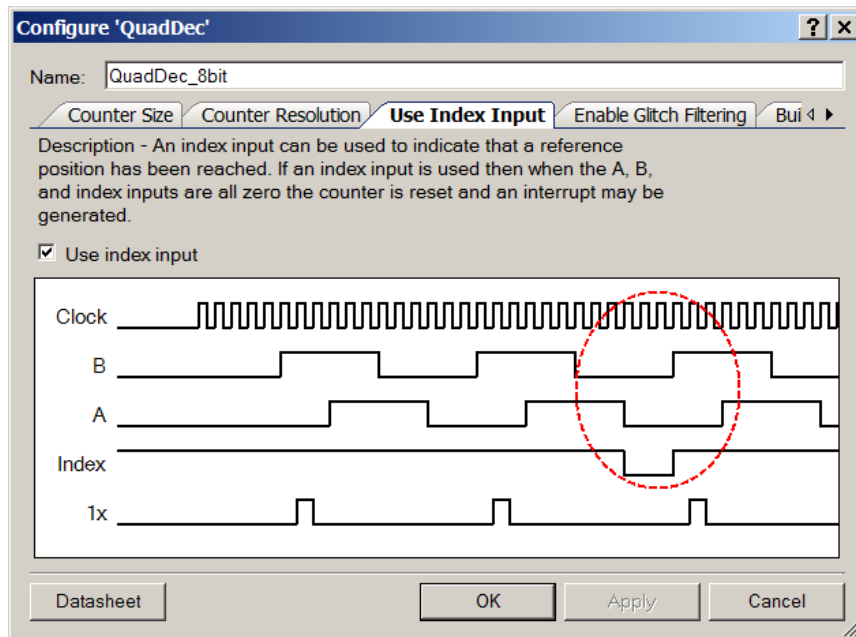 Configure 'QuadDec'
Name: QuadDec_8bit
Counter Size Counter Resolution Use Index Input Enable Glitch Filtering Bui
Description - An index input can be used to indicate that a reference
position has been reached. If an index input is used then when the A, B,
and index inputs are all zero the counter is reset and an interrupt may be
generated.
Use index input
Clock
B
A
Index
1x
Datasheet OK Apply Cancel